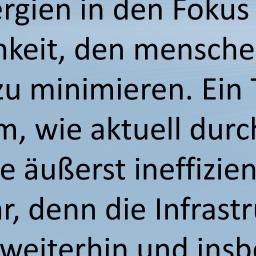 ergien in den Fokus
nkeit, den mensche
zu minimieren. Ein T
m, wie aktuell durch
e äußerst ineffizien
ar, denn die Infrastru
weiterhin und insbe